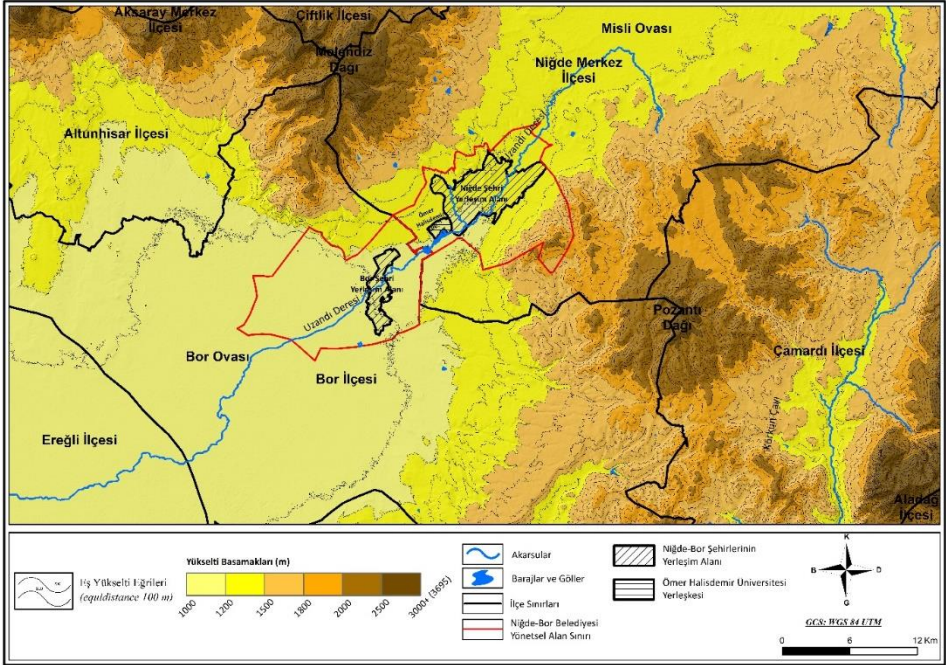 Aksaray Merkez
İlçesi
Çiftlik İlçesi
Melendiz
Dağı
Misli Ovası
Niğde Merkez
İlçesi
Altunhisar İlçesi
Uzandı Deresi
Niğde Şehri
Yerleşim Alanı
Ömer
Halisdemir
Bor Şehri
Yerleşim Alanı
Uzandı Deresi
Pozantı
Dağı
Çamardı İlçesi
Bor Ovası
Bor İlçesi
Ereğli İlçesi
Körkün Çayı
Aladağ
İlçesi
Eş Yükselti Eğrileri
(equidistance 100 m)
Yükselti Basamakları (m)
1000
1200
1500
1800
2000
2500
3000+ (3695)
Akarsular
Barajlar ve Göller
İlçe Sınırları
Niğde-Bor Belediyesi
Yönetsel Alan Sınırı
Niğde-Bor Şehirlerinin
Yerleşim Alanı
Ömer Halisdemir Üniversitesi
Yerleşkesi
K
B
D
G
GCS: WGS 84 UTM
0
6
12 Km